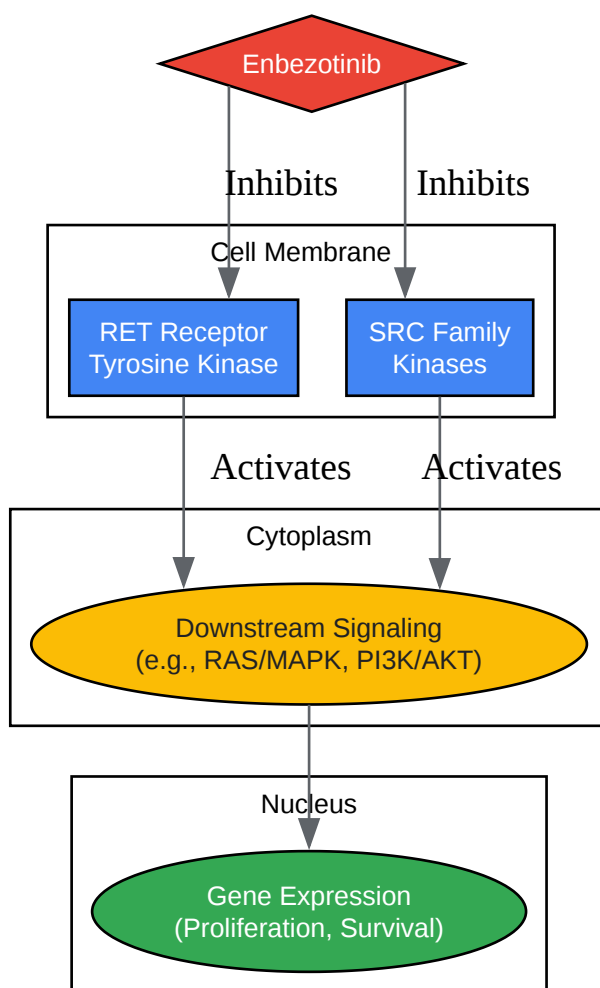 Enbezotinib
Inhibits
Inhibits
Cell Membrane
RET Receptor
Tyrosine Kinase
SRC Family
Kinases
Activates
Activates
Cytoplasm
Downstream Signaling
(e.g., RAS/MAPK, PI3K/AKT)
Nucleus
Gene Expression
(Proliferation, Survival)